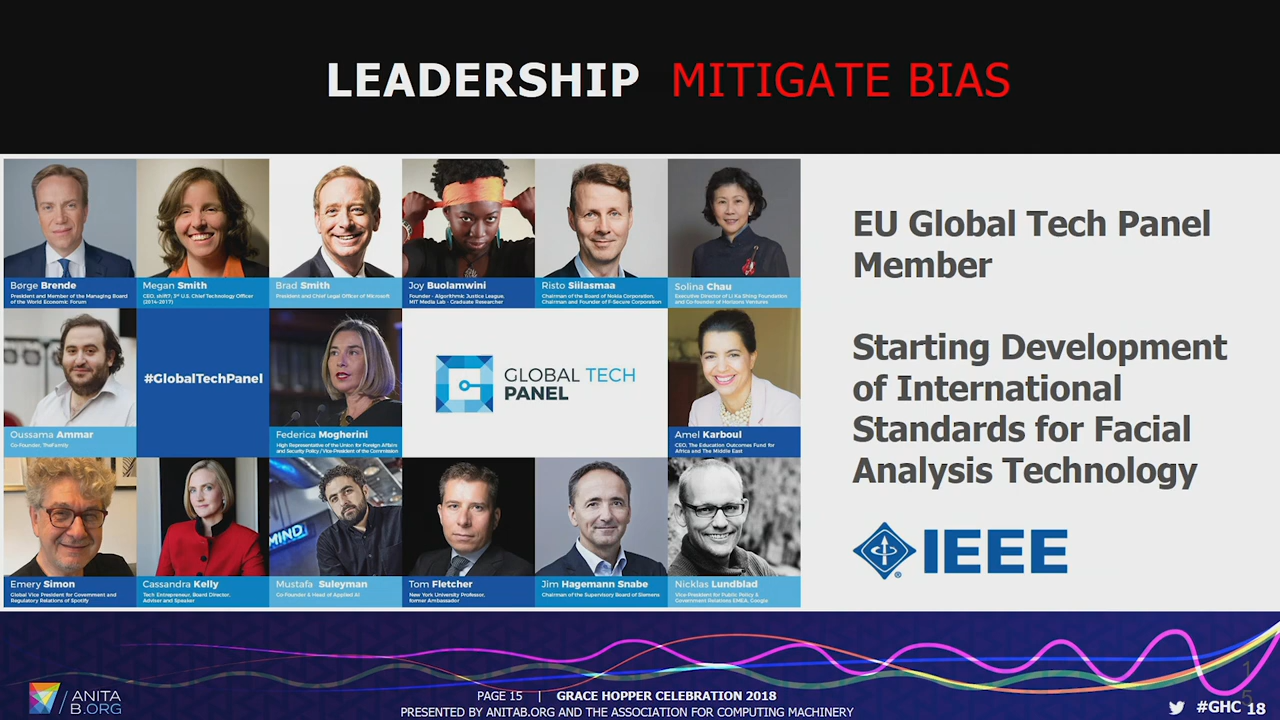 LEADERSHIP MITIGATE BIAS
Børge Brende
President and Member of the Managing Board
of the World Economic Forum
Megan Smith
CEO, shift7; 3rd U.S. Chief Technology Officer
(2014-2017)
Brad Smith
President and Chief Legal Officer of Microsoft
Joy Buolamwini
Founder - Algorithmic Justice League,
MIT Media Lab - Graduate Researcher
Risto Siilasmaa
Chairman of the Board of Nokia Corporation,
Chairman and Founder of F-Secure Corporation
Solina Chau
Executive Director of Li Ka Shing Foundation
and Co-founder of Horizons Ventures
Oussama Ammar
Co-Founder, TheFamily
#GlobalTechPanel
Federica Mogherini
High Representative of the Union for Foreign Affairs
and Security Policy / Vice-President of the Commission
GLOBAL TECH
PANEL
Amel Karboul
CEO, The Education Outcomes Fund for
Africa and The Middle East
Emery Simon
Global Vice President for Government and
Regulatory Relations of Spotify
Cassandra Kelly
Tech Entrepreneur, Board Director,
Adviser and Speaker
MIND
Mustafa Suleyman
Co-Founder & Head of Applied AI
Tom Fletcher
New York University Professor,
former Ambassador
Jim Hagemann Snabe
Chairman of the Supervisory Board of Siemens
Nicklas Lundblad
Vice-President for Public Policy &
Government Relations EMEA, Google
EU Global Tech Panel
Member
Starting Development
of International
Standards for Facial
Analysis Technology
IEEE
ANITA
B.ORG
PAGE 15 | GRACE HOPPER CELEBRATION 2018
PRESENTED BY ANITAB.ORG AND THE ASSOCIATION FOR COMPUTING MACHINERY
1
5
#GHC 18